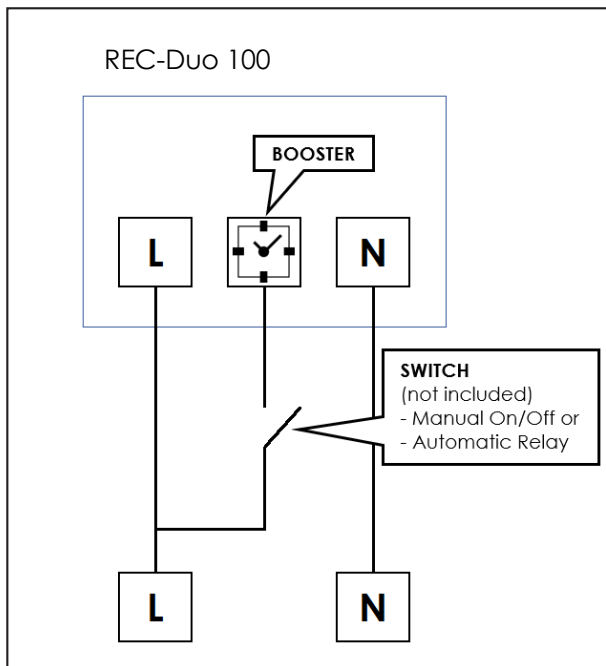 REC-Duo 100
BOOSTER
L
N
SWITCH
(not included)
- Manual On/Off or
- Automatic Relay
L
N